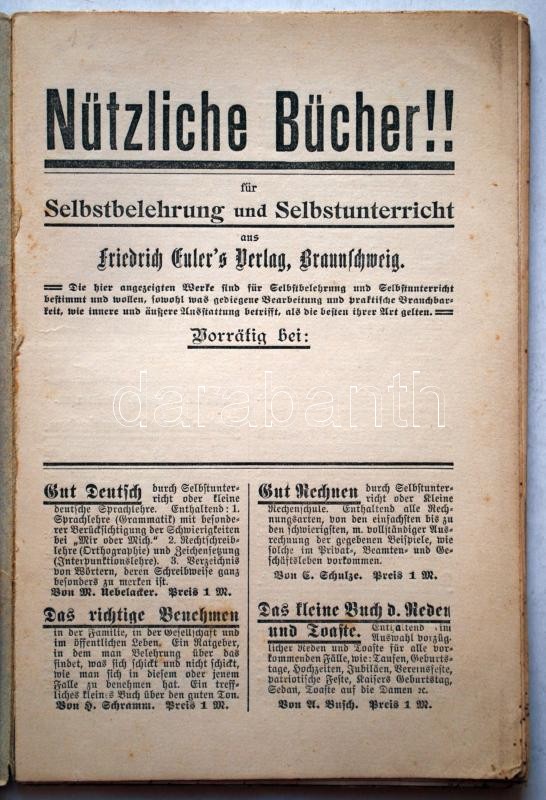 Nützliche Bücher!!
für
Selbstbelehrung und Selbstunterricht
aus
Friedrich Euler's Verlag, Braunschweig.
Die hier angezeigten Werke sind für Selbstbelehrung und Selbstunterricht
bestimmt und wollen, sowohl was gediegene Bearbeitung und praktische Brauchbar-
keit, wie innere und äußere Ausstattung betrifft, als die besten ihrer Art gelten.
Vorrätig bei:
darabanth
Gut Deutsch durch Selbstunter-
richt oder kleine
deutsche Sprachlehre. Enthaltend: 1.
Sprachlehre (Grammatik) mit besonde-
rer Berücksichtigung der Schwierigkeiten
bei „Mir oder Mich." 2. Rechtschreib-
lehre (Orthographie) und Zeichensetzung
(Interpunktionslehre). 3. Verzeichnis
von Wörtern, deren Schreibweise ganz
besonders zu merken ist.
Von M. Nebelacker. Preis 1 M.
Das richtige Benehmen
in der Familie, in der Gesellschaft und
im öffentlichen Leben. Ein Ratgeber,
in dem man Belehrung über das
findet, was sich schickt und nicht schickt,
wie man sich in diesem oder jenem
Falle zu benehmen hat. Ein treff-
liches kleines Buch über den guten Ton.
Von H. Schramm. Preis 1 M.
Gut Rechnen durch Selbstunter-
richt oder Kleine
Rechenschule. Enthaltend alle Rech-
nungsarten, von den einfachsten bis zu
den schwierigsten, m. vollständiger Aus-
rechnung der gegebenen Beispiele, wie
solche im Privat-, Beamten- und Ge-
schäftsleben vorkommen.
Von C. Schulze. Preis 1 M.
Das kleine Buch d. Reden
und Toaste. Enthaltend im
Auswahl vorzüg-
licher Reden und Toaste für alle vor-
kommenden Fälle, wie: Taufen, Geburts-
tage, Hochzeiten, Jubiläen, Vereinsfeste,
patriotische Feste, Kaisers Geburtstag,
Sedan, Toaste auf die Damen ꝛc.
Von A. Busch. Preis 1 M.